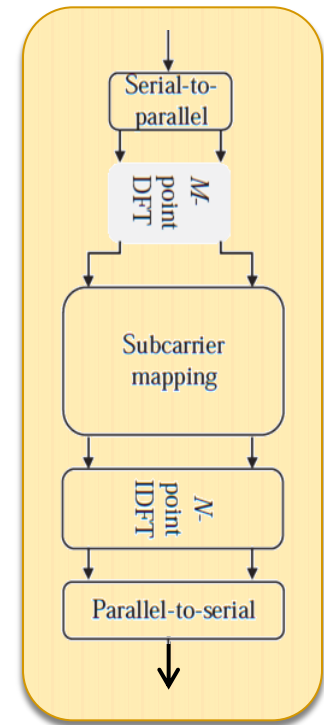 Serial-to-
parallel
M-
point
DFT
Subcarrier
mapping
N-
point
IDFT
Parallel-to-serial